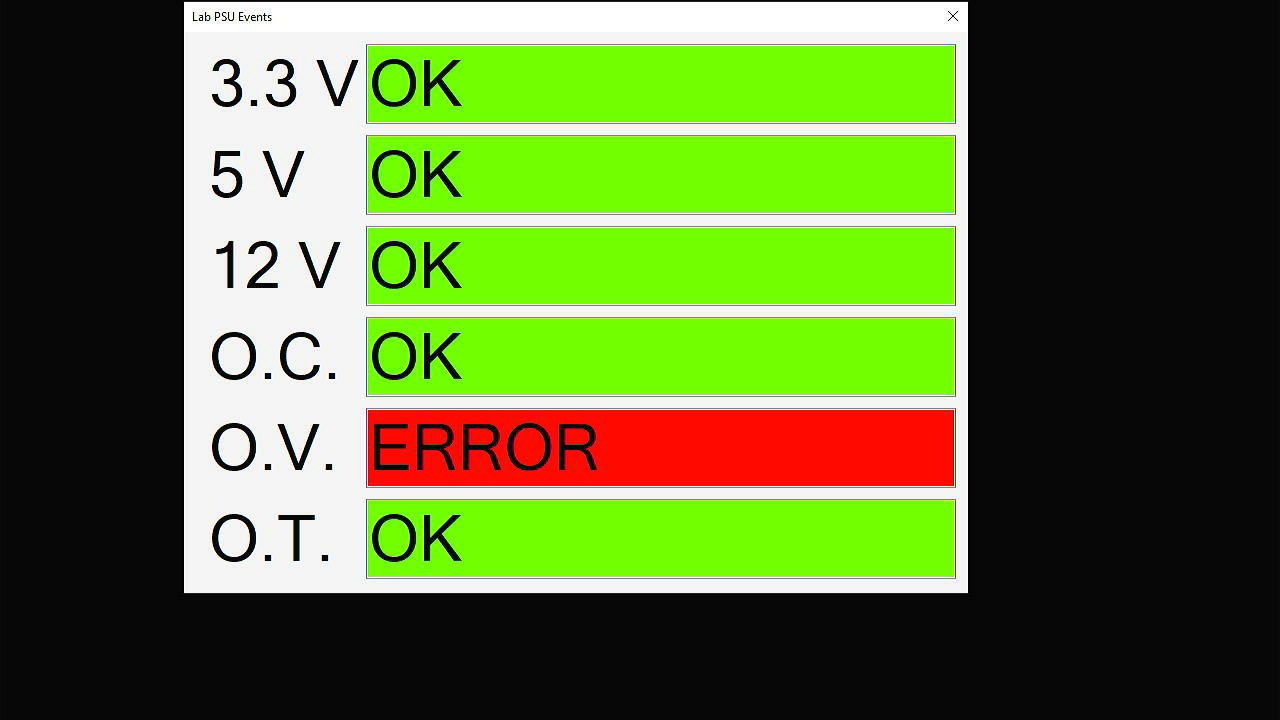 Lab PSU Events
3.3 V OK
5 V OK
12 V OK
O.C. OK
O.V. ERROR
O.T. OK